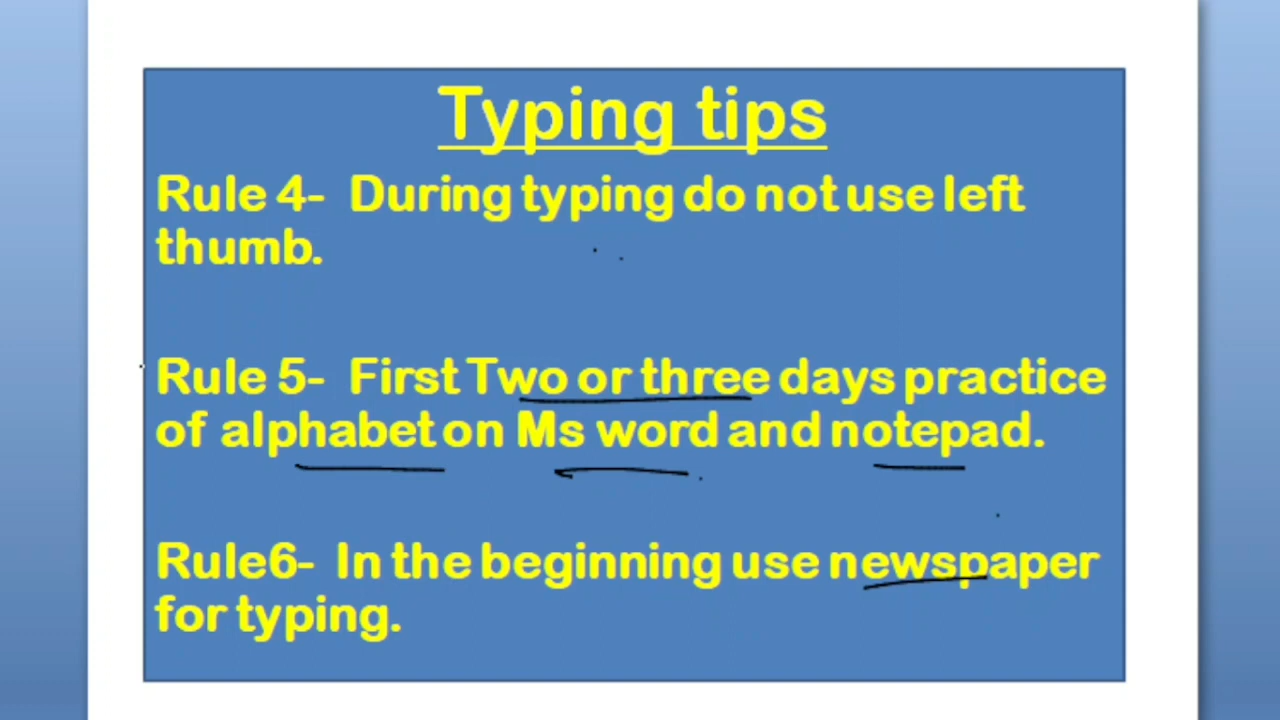 Typing tips
Rule 4- During typing do not use left
thumb.
Rule 5- First Two or three days practice
of alphabet on Ms word and notepad.
Rule6- In the beginning use newspaper
for typing.